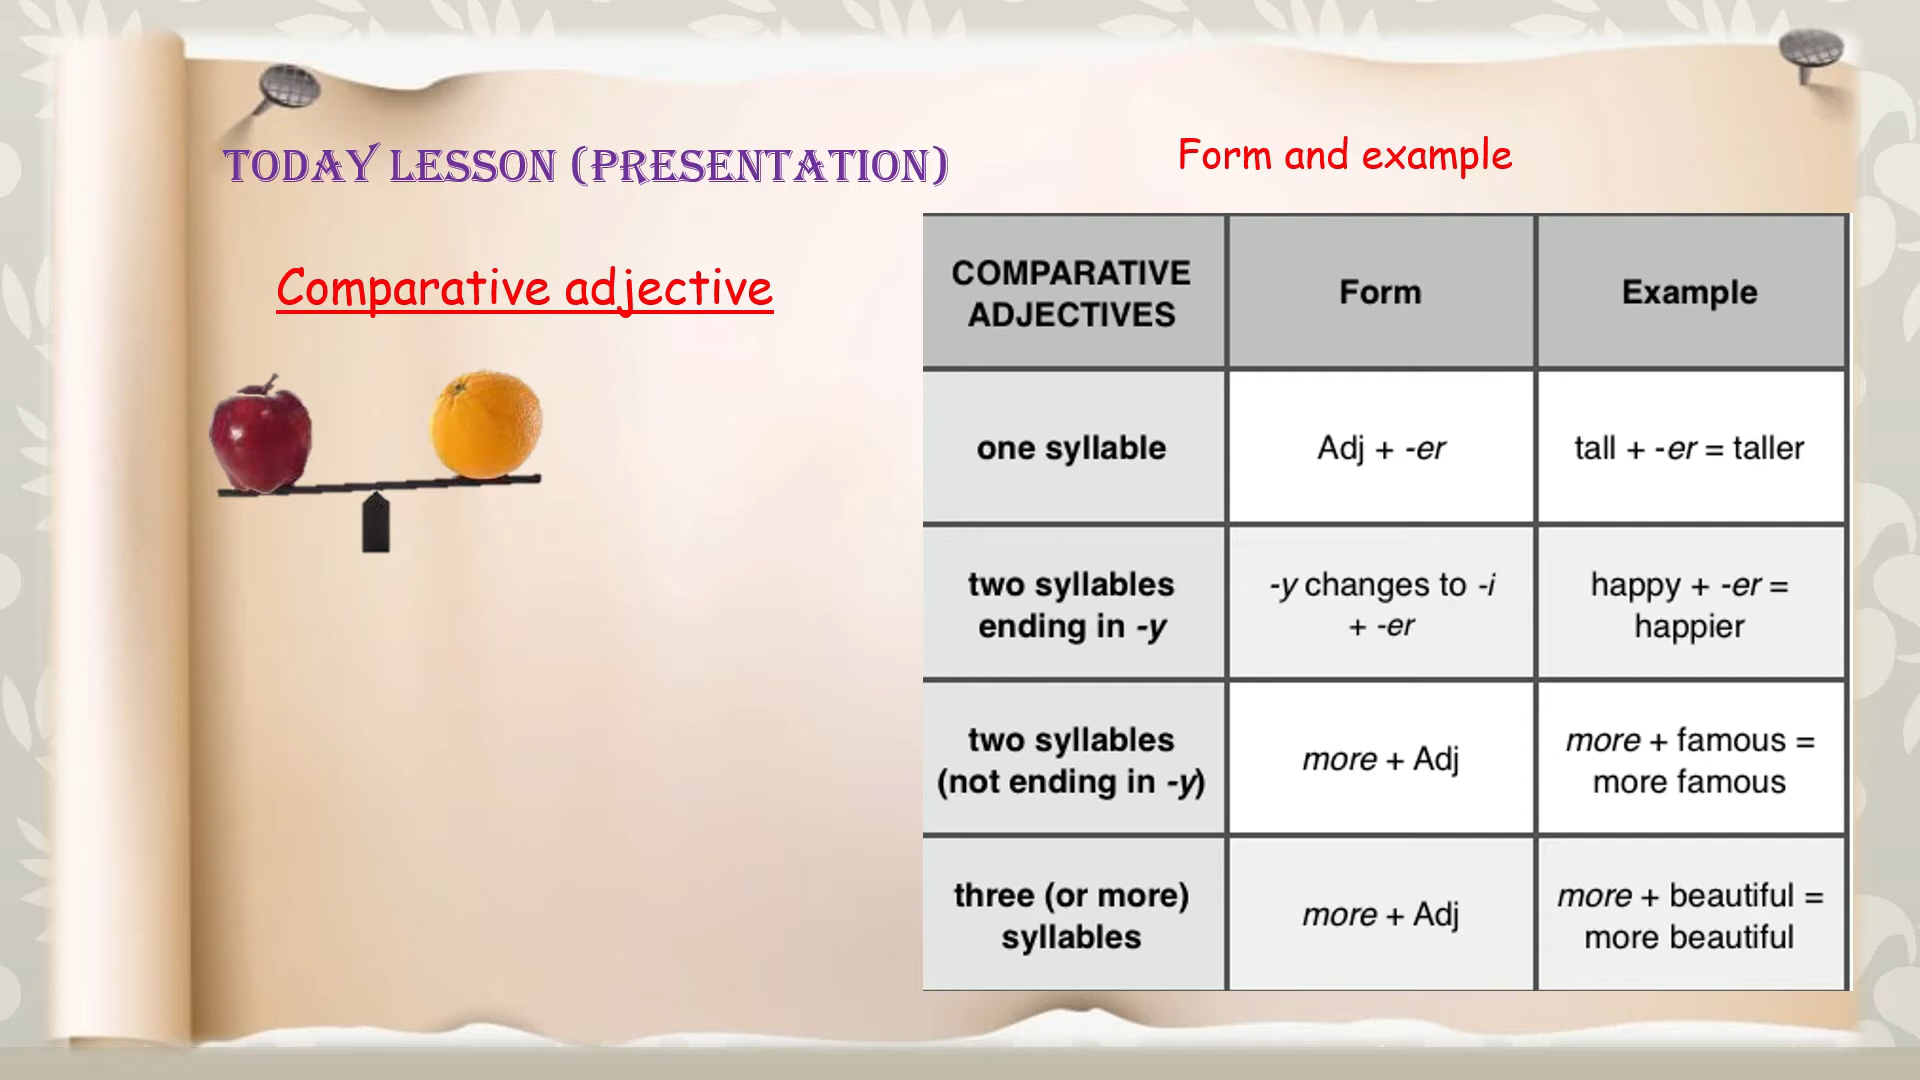 TODAY LESSON (PRESENTATION)
Form and example
Comparative adjective
COMPARATIVE
ADJECTIVES
Form
Example
one syllable
Adj + -er
tall + -er = taller
two syllables
ending in -y
-y changes to -i
+ -er
happy + -er =
happier
two syllables
(not ending in -y)
more + Adj
more + famous =
more famous
three (or more)
syllables
more + Adj
more + beautiful =
more beautiful